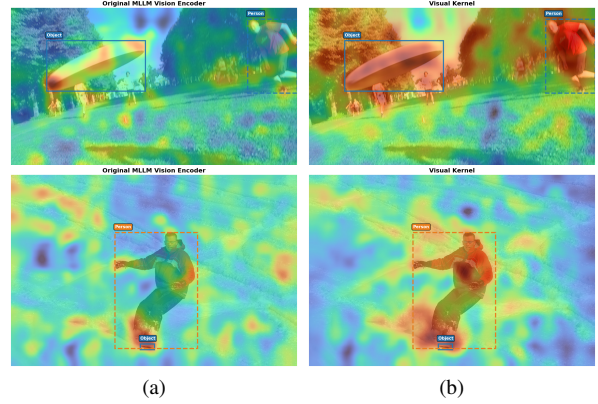 Original MLLM Vision Encoder
Visual Kernel
Object
Person
Object
Person
Original MLLM Vision Encoder
Visual Kernel
Person
Object
Person
Object
(a)
(b)